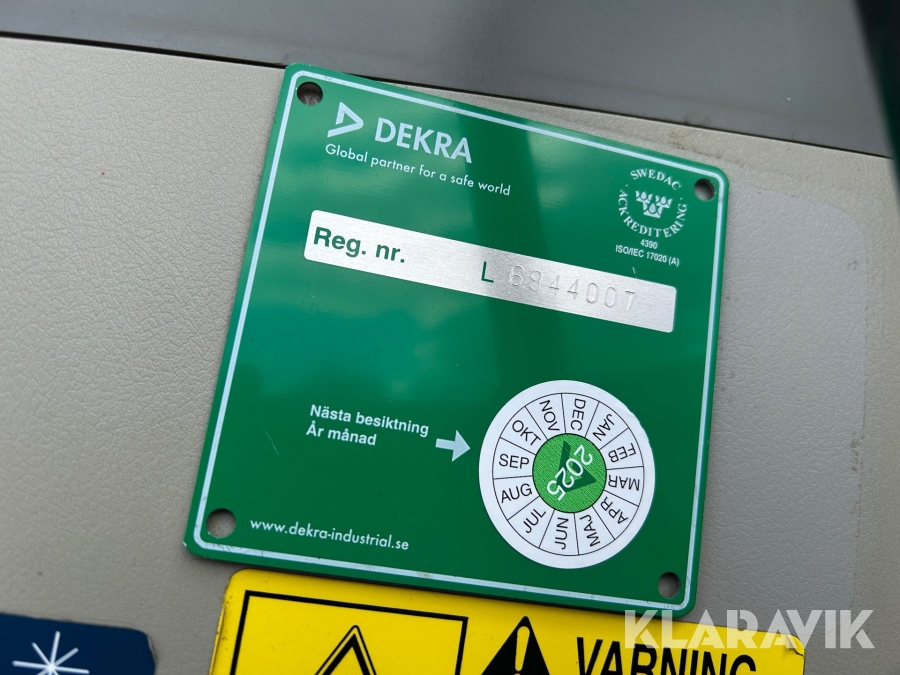 DEKRA
Global partner for a safe world
SWEDAC
ACKREDITERING
4390
ISO/IEC 17020 (A)
Reg. nr. L 6944007
Nästa besiktning
År månad
JAN FEB MAR APR MAJ JUN JUL AUG SEP OKT NOV DEC
2025
www.dekra-industrial.se
VARNING
KLARAVIK